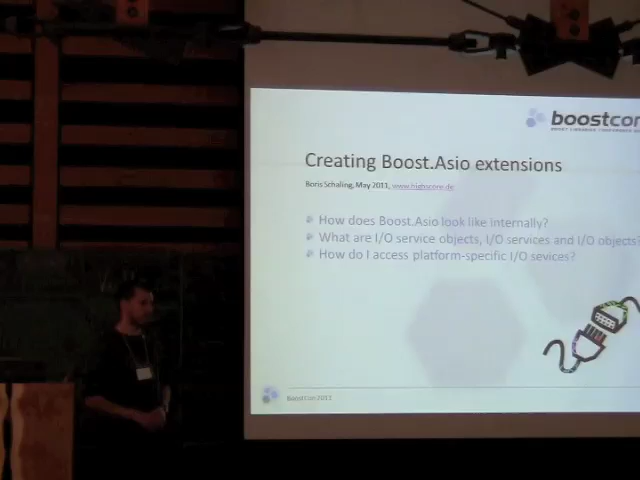 boostcon
Creating Boost.Asio extensions
Boris Schäling, May 2011, www.highscore.de
How does Boost.Asio look like internally?
What are I/O service objects, I/O services and I/O objects?
How do I access platform-specific I/O sevices?
BoostCon 2011